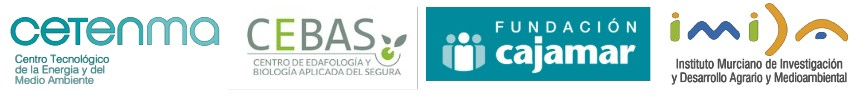 cetenma
Centro Tecnológico
de la Energía y del
Medio Ambiente
CEBAS
CENTRO DE EDAFOLOGÍA Y
BIOLOGÍA APLICADA DEL SEGURA
FUNDACIÓN
cajamar
imida
Instituto Murciano de Investigación
y Desarrollo Agrario y Medioambiental